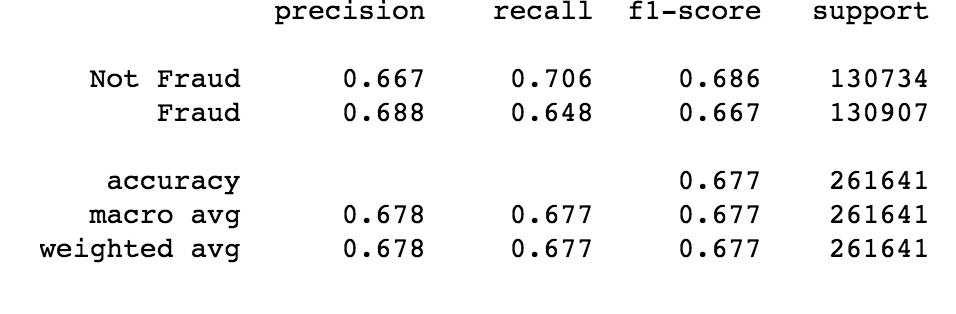 precision recall f1-score support
Not Fraud 0.667 0.706 0.686 130734
Fraud 0.688 0.648 0.667 130907
accuracy 0.677 261641
macro avg 0.678 0.677 0.677 261641
weighted avg 0.678 0.677 0.677 261641